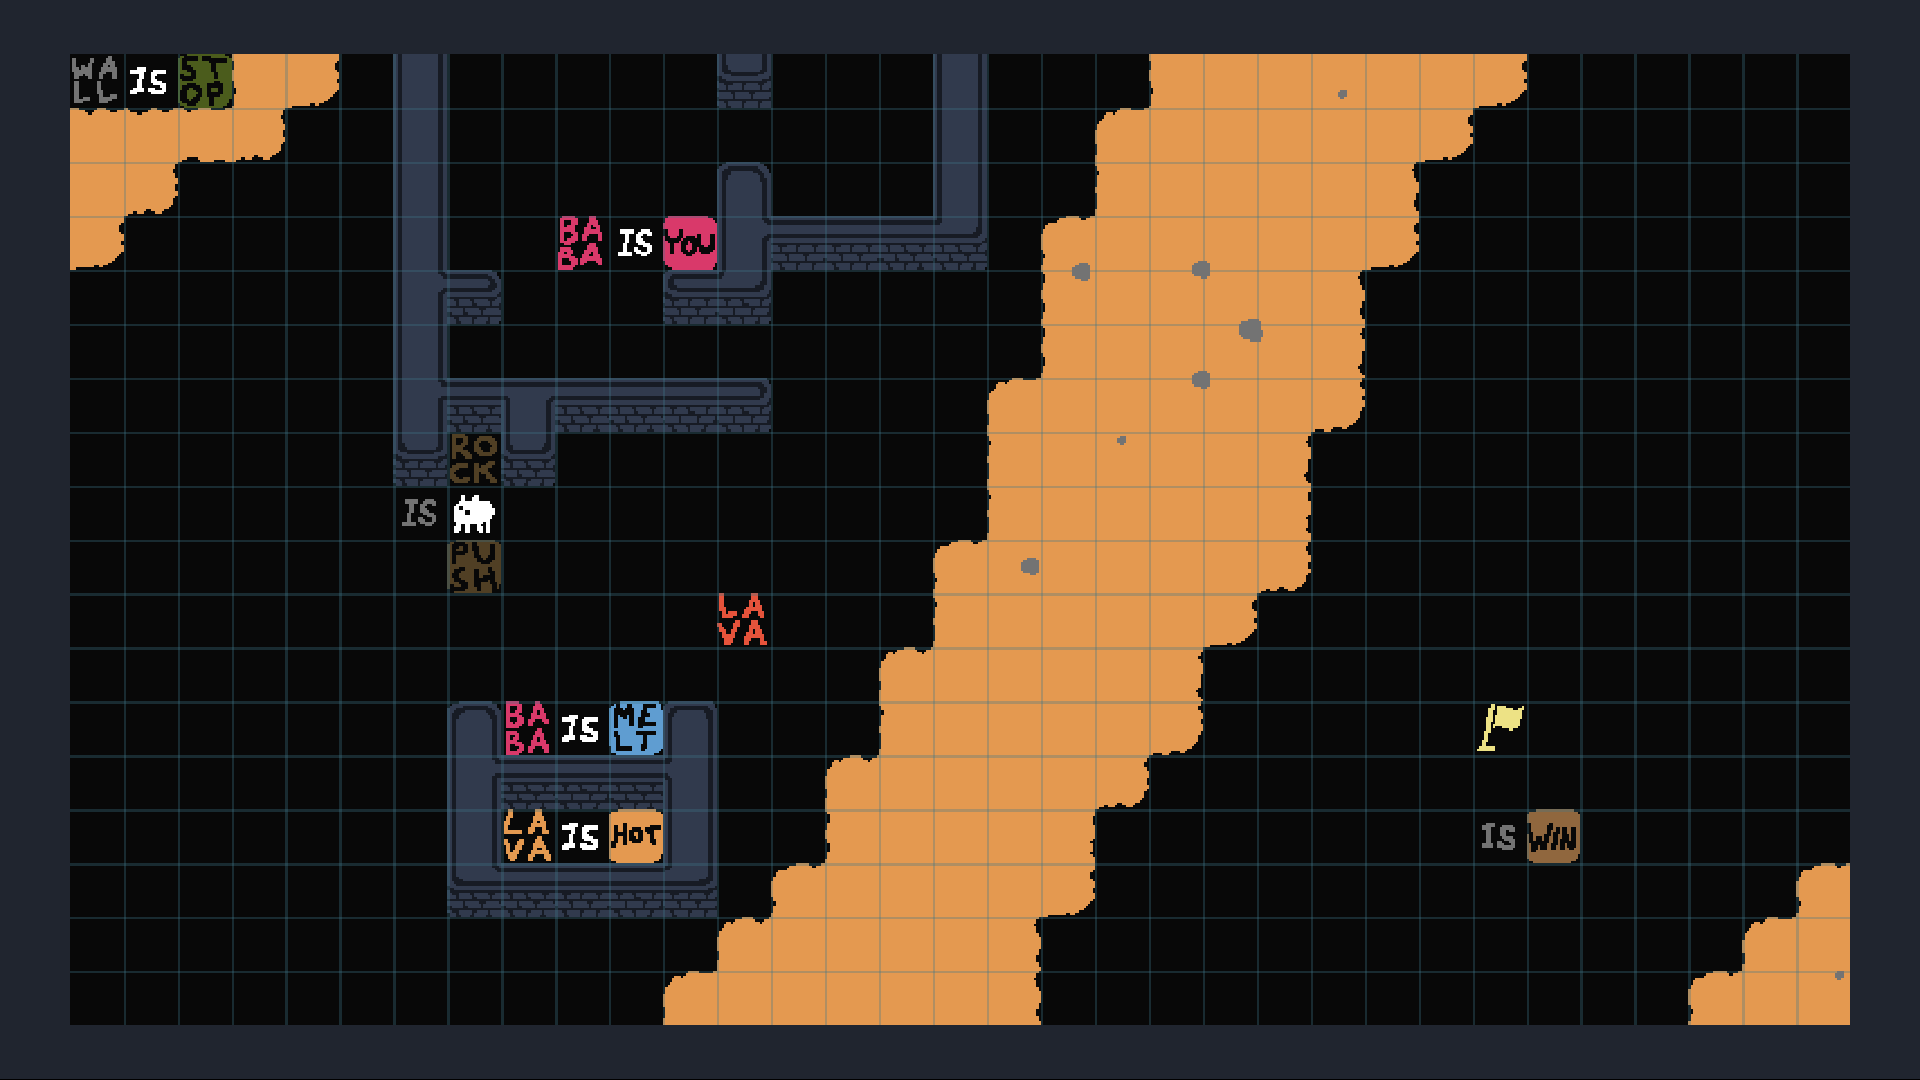 WALL IS STOP
BABA IS YOU
ROCK
IS
PUSH
LAVA
BABA IS MELT
LAVA IS HOT
IS WIN